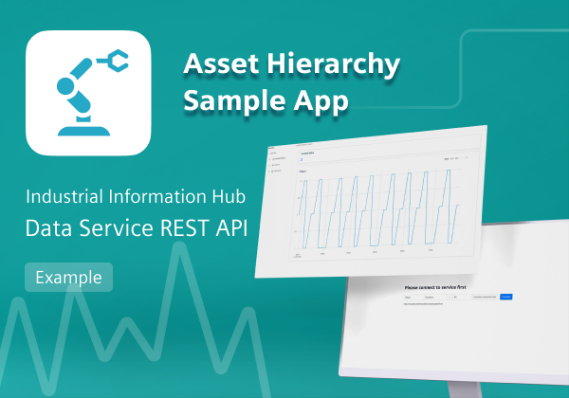 Asset Hierarchy
Sample App
Industrial Information Hub
Data Service REST API
Example
Please connect to service first